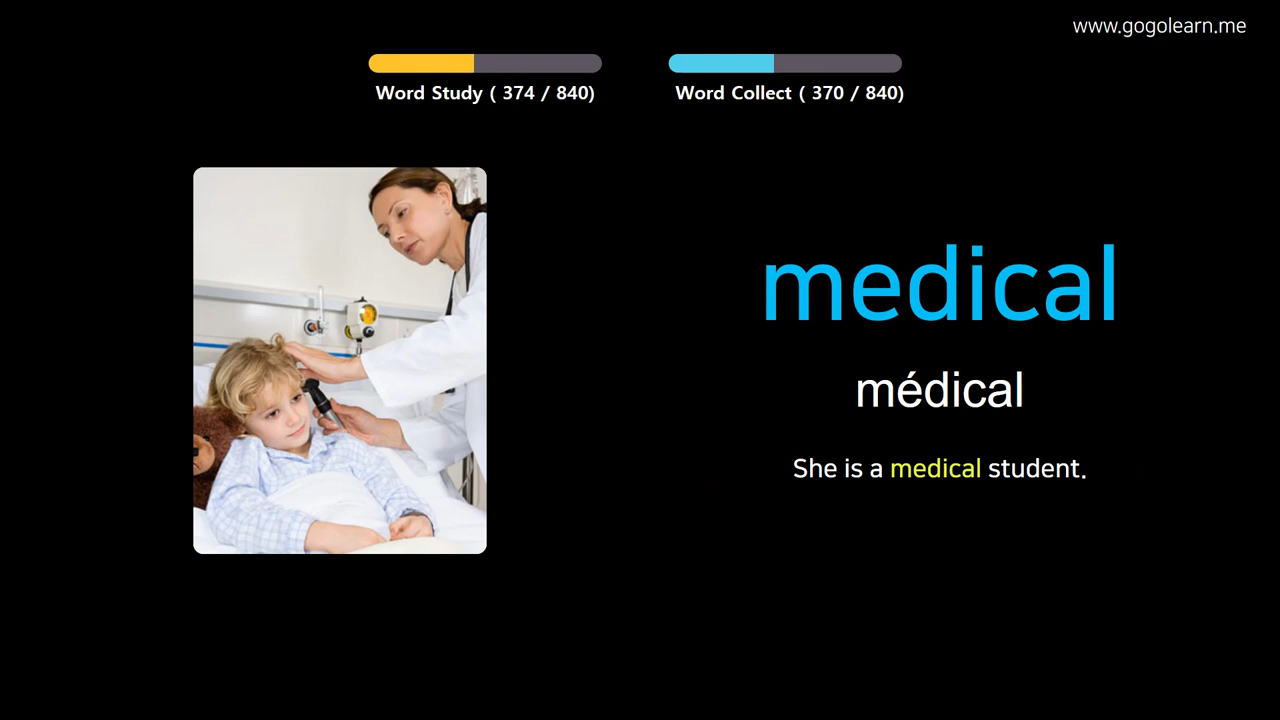 www.gogolearn.me
Word Study ( 374 / 840)
Word Collect ( 370 / 840)
medical
médical
She is a medical student.